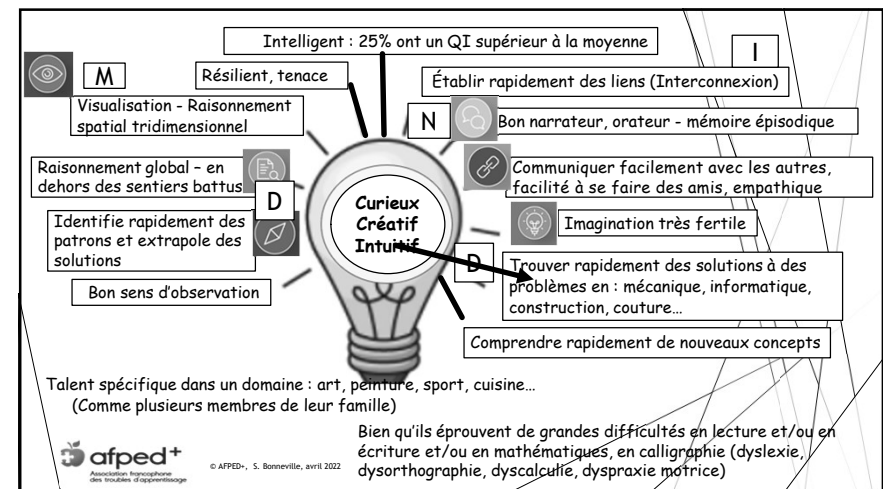 Intelligent : 25% ont un QI supérieur à la moyenne
I
M
Résilient, tenace
Établir rapidement des liens (Interconnexion)
Visualisation - Raisonnement
spatial tridimensionnel
N
Bon narrateur, orateur - mémoire épisodique
Raisonnement global – en
dehors des sentiers battus
Communiquer facilement avec les autres,
facilité à se faire des amis, empathique
D
Curieux
Créatif
Intuitif
Identifie rapidement des
patrons et extrapole des
solutions
Imagination très fertile
D
Trouver rapidement des solutions à des
problèmes en : mécanique, informatique,
construction, couture…
Bon sens d’observation
Comprendre rapidement de nouveaux concepts
Talent spécifique dans un domaine : art, peinture, sport, cuisine…
(Comme plusieurs membres de leur famille)
Bien qu’ils éprouvent de grandes difficultés en lecture et/ou en
écriture et/ou en mathématiques, en calligraphie (dyslexie,
dysorthographie, dyscalculie, dyspraxie motrice)
afped+
Association francophone
des troubles d'apprentissage
© AFPED+, S. Bonneville, avril 2022